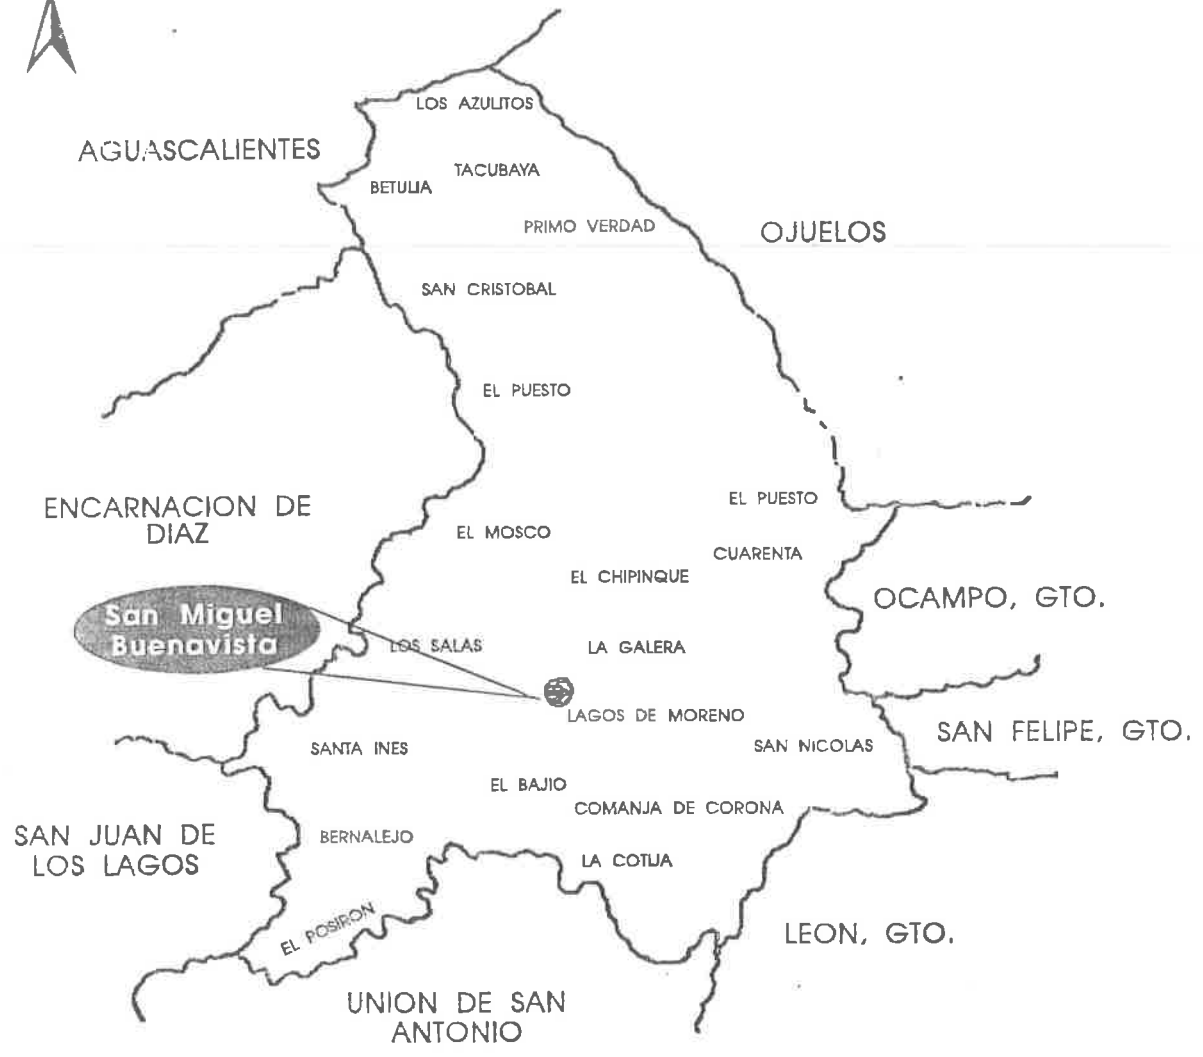 LOS AZULITOS
AGUASCALIENTES
TACUBAYA
BETULIA
PRIMO VERDAD
OJUELOS
SAN CRISTOBAL
EL PUESTO
ENCARNACION DE
DIAZ
EL PUESTO
EL MOSCO
CUARENTA
EL CHIPINQUE
OCAMPO, GTO.
San Miguel
Buenavista
LOS SALAS
LA GALERA
LAGOS DE MORENO
SAN FELIPE, GTO.
SANTA INES
SAN NICOLAS
EL BAJIO
COMANJA DE CORONA
SAN JUAN DE
LOS LAGOS
BERNALEJO
LA COTIJA
EL POSIRON
LEON, GTO.
UNION DE SAN
ANTONIO